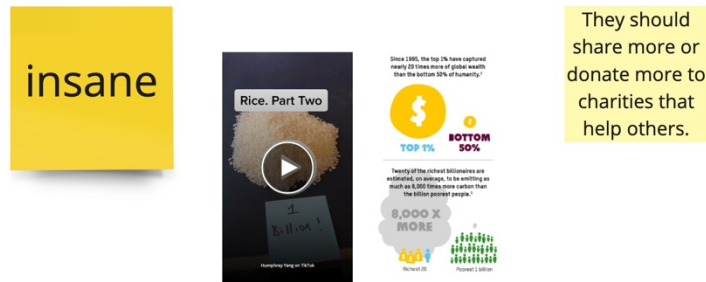 insane
Rice. Part Two
1
Billion!
Humphrey Yang on TikTok
Since 1995, the top 1% have captured
nearly 20 times more of global wealth
than the bottom 50% of humanity.
TOP 1%
BOTTOM
50%
Twenty of the richest billionaires are
estimated, on average, to be emitting as
much as 8,000 times more carbon than
the billion poorest people.
8,000 X
MORE
Richest 20
Poorest 1 billion
They should
share more or
donate more to
charities that
help others.